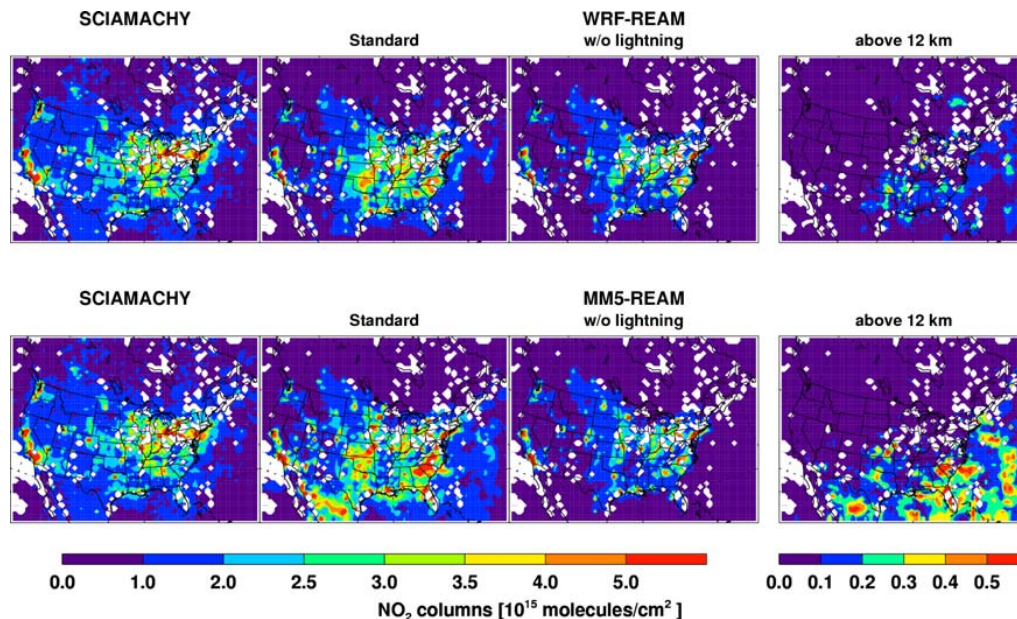 SCIAMACHY
WRF-REAM
Standard
w/o lightning
above 12 km
SCIAMACHY
MM5-REAM
Standard
w/o lightning
above 12 km
0.0 1.0 2.0 2.5 3.0 3.5 4.0 5.0
0.0 0.1 0.2 0.3 0.4 0.5
NO₂ columns [10¹⁵ molecules/cm² ]